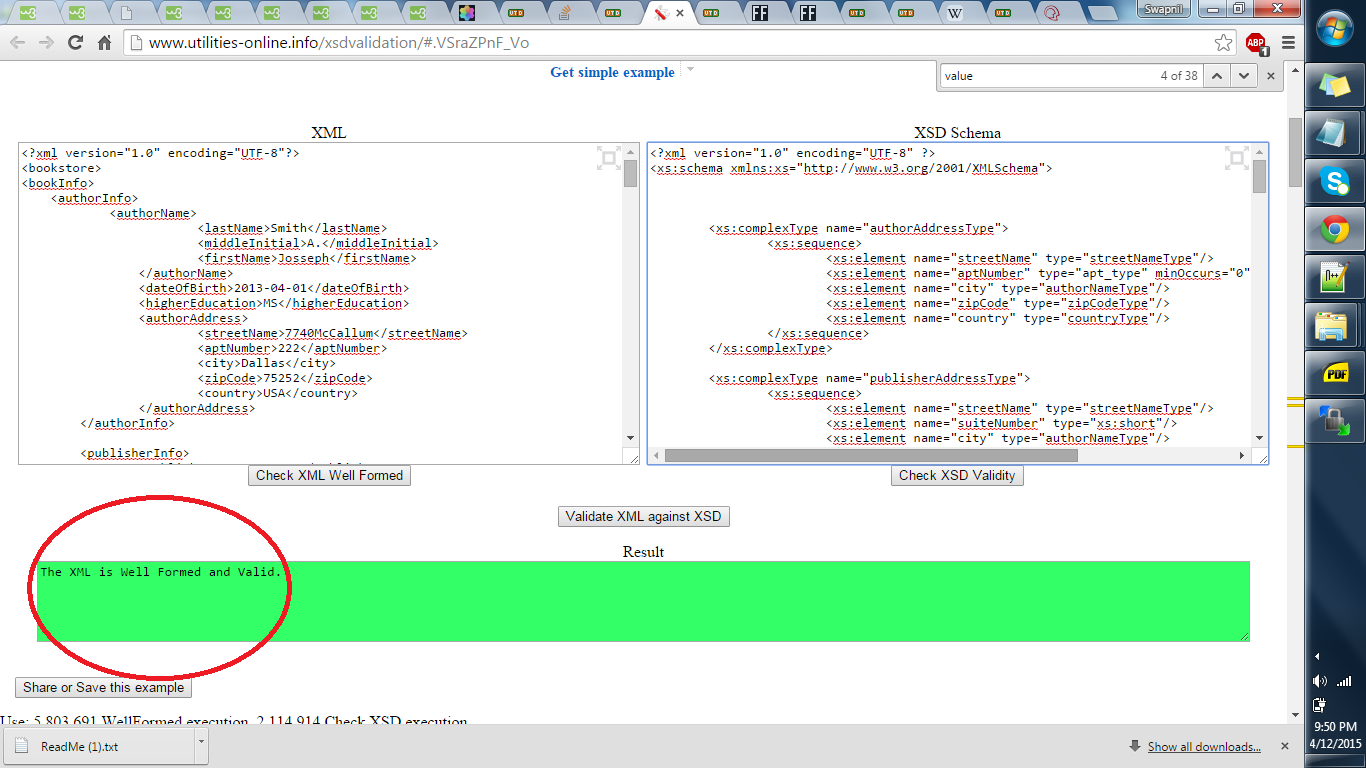 Swapnil
www.utilities-online.info/xsdvalidation/#.VSraZPnF_Vo
ABP
1
Get simple example
value
4 of 38
XML
XSD Schema
<?xml version="1.0" encoding="UTF-8"?>
<bookstore>
<bookInfo>
<authorInfo>
<authorName>
<lastName>Smith</lastName>
<middleInitial>A.</middleInitial>
<firstName>Josseph</firstName>
</authorName>
<dateOfBirth>2013-04-01</dateOfBirth>
<higherEducation>MS</higherEducation>
<authorAddress>
<streetName>7740McCallum</streetName>
<aptNumber>222</aptNumber>
<city>Dallas</city>
<zipCode>75252</zipCode>
<country>USA</country>
</authorAddress>
</authorInfo>
<publisherInfo>
<?xml version="1.0" encoding="UTF-8" ?>
<xs:schema xmlns:xs="http://www.w3.org/2001/XMLSchema">
<xs:complexType name="authorAddressType">
<xs:sequence>
<xs:element name="streetName" type="streetNameType"/>
<xs:element name="aptNumber" type="apt_type" minOccurs="0"
<xs:element name="city" type="authorNameType"/>
<xs:element name="zipCode" type="zipCodeType"/>
<xs:element name="country" type="countryType"/>
</xs:sequence>
</xs:complexType>
<xs:complexType name="publisherAddressType">
<xs:sequence>
<xs:element name="streetName" type="streetNameType"/>
<xs:element name="suiteNumber" type="xs:short"/>
<xs:element name="city" type="authorNameType"/>
Check XML Well Formed
Check XSD Validity
Validate XML against XSD
Result
The XML is Well Formed and Valid.
Share or Save this example
Use: 5,803,691 WellFormed execution, 2,114,914 Check XSD execution
ReadMe (1).txt
Show all downloads...
PDF
9:50 PM
4/12/2015